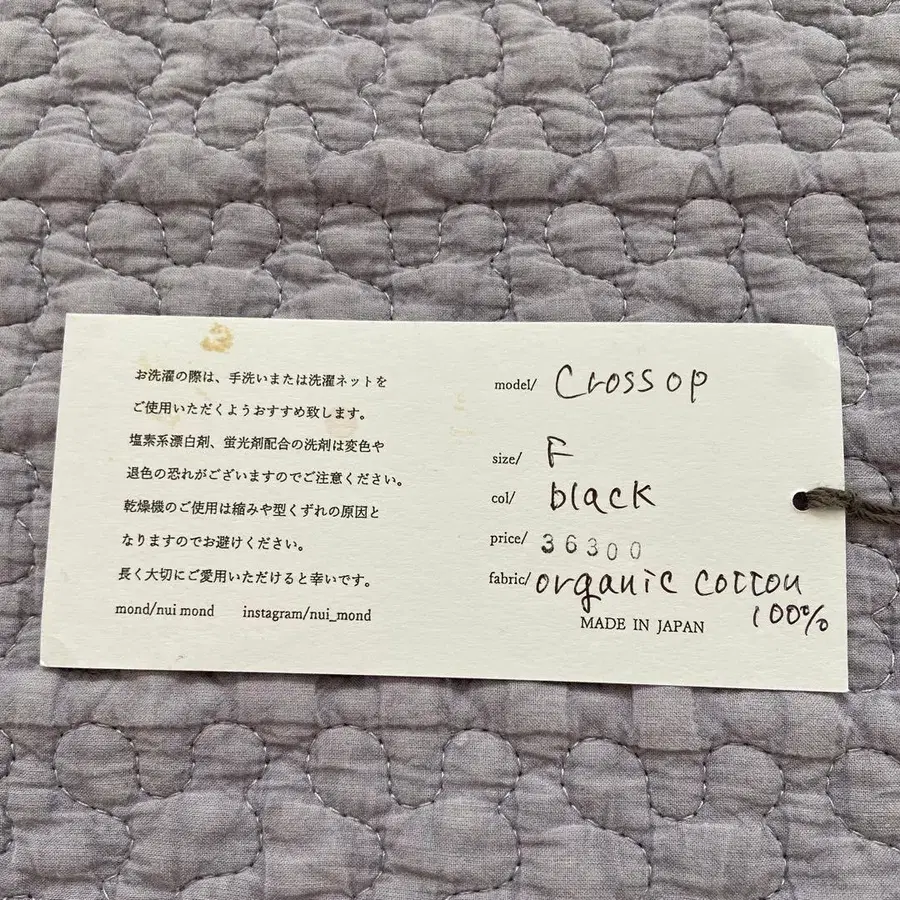 お洗濯の際は、手洗いまたは洗濯ネットを
ご使用いただくようおすすめ致します。
塩素系漂白剤、蛍光剤配合の洗剤は変色や
退色の恐れがございますのでご注意ください。
乾燥機のご使用は縮みや型くずれの原因と
なりますのでお避けください。
長く大切にご愛用いただけると幸いです。
mond/nui mond instagram/nui_mond
model/ Cross op
size/ F
col/ black
price/ 36300
fabric/ organic cotton
100%
MADE IN JAPAN